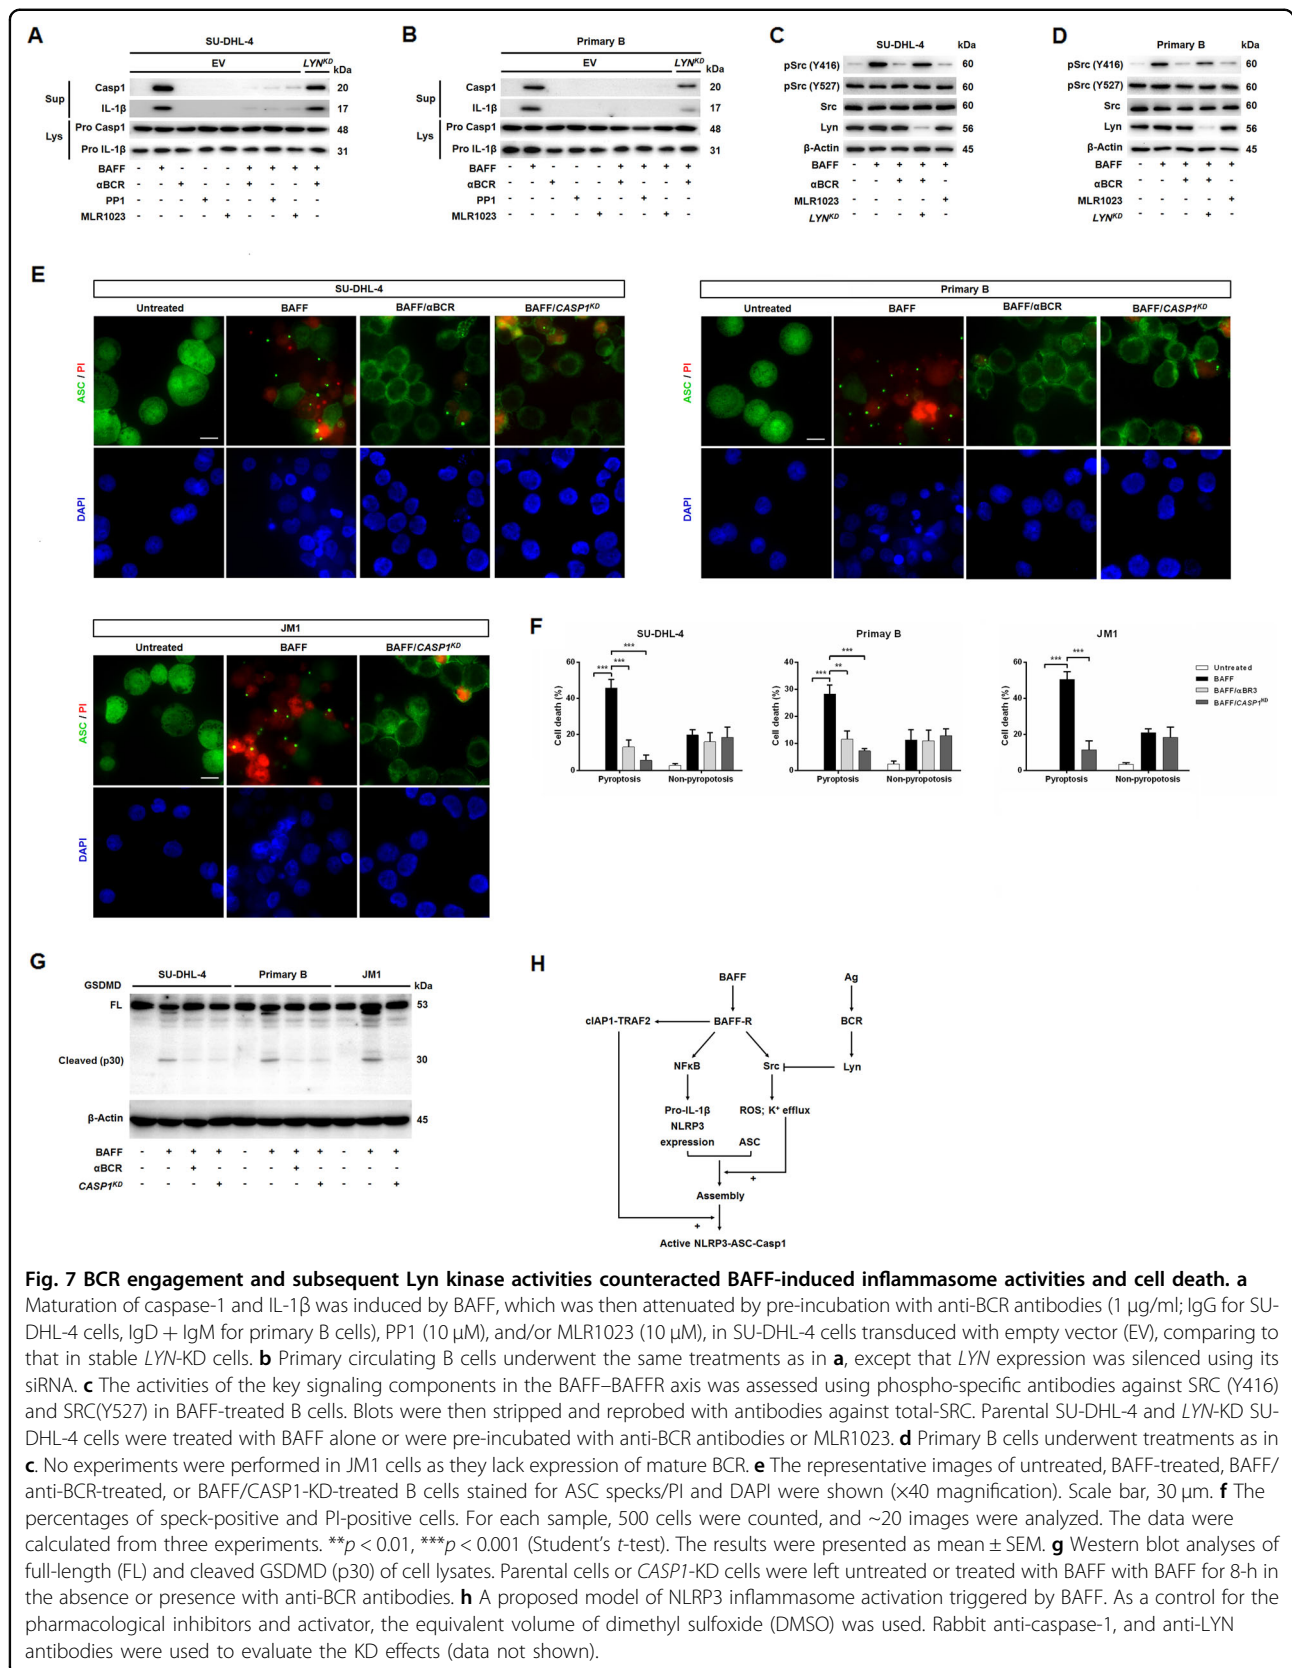 A
SU-DHL-4
EV LYN^KD
kDa
Sup
Casp1 20
IL-1β 17
Lys
Pro Casp1 48
Pro IL-1β 31
BAFF - + - - - + + + +
αBCR - - + - - + - - +
PP1 - - - + - - + - -
MLR1023 - - - - + - - + -
B
Primary B
EV LYN^KD
kDa
Sup
Casp1 20
IL-1β 17
Lys
Pro Casp1 48
Pro IL-1β 31
BAFF - + - - - + + + +
αBCR - - + - - + - - +
PP1 - - - + - - + - -
MLR1023 - - - - + - - + -
C
SU-DHL-4 kDa
pSrc (Y416) 60
pSrc (Y527) 60
Src 60
Lyn 56
β-Actin 45
BAFF - + + + +
αBCR - - + + -
MLR1023 - - - - +
LYN^KD - - - + -
D
Primary B kDa
pSrc (Y416) 60
pSrc (Y527) 60
Src 60
Lyn 56
β-Actin 45
BAFF - + + + +
αBCR - - + + -
MLR1023 - - - - +
LYN^KD - - - + -
E
SU-DHL-4
Untreated BAFF BAFF/αBCR BAFF/CASP1^KD
ASC / PI
DAPI
Primary B
Untreated BAFF BAFF/αBCR BAFF/CASP1^KD
ASC / PI
DAPI
JM1
Untreated BAFF BAFF/CASP1^KD
ASC / PI
DAPI
F
SU-DHL-4
Cell death (%)
60
40
20
0
*** *** ***
Pyroptosis Non-pyropotosis
Primay B
Cell death (%)
40
30
20
10
0
*** ** ***
Pyroptosis Non-pyropotosis
JM1
Cell death (%)
60
40
20
0
*** ***
Pyroptosis Non-pyropotosis
Untreated
BAFF
BAFF/αBR3
BAFF/CASP1^KD
G
SU-DHL-4 Primary B JM1
GSDMD kDa
FL 53
Cleaved (p30) 30
β-Actin 45
BAFF - + + + - + + + - + +
αBCR - - + - - - + - - - -
CASP1^KD - - - + - - - + - - +
H
BAFF Ag
cIAP1-TRAF2 BAFF-R BCR
NFκB Src Lyn
Pro-IL-1β ROS; K⁺ efflux
NLRP3
expression ASC
+
Assembly
+
Active NLRP3-ASC-Casp1
Fig. 7 BCR engagement and subsequent Lyn kinase activities counteracted BAFF-induced inflammasome activities and cell death. a
Maturation of caspase-1 and IL-1β was induced by BAFF, which was then attenuated by pre-incubation with anti-BCR antibodies (1 μg/ml; IgG for SU-
DHL-4 cells, IgD + IgM for primary B cells), PP1 (10 μM), and/or MLR1023 (10 μM), in SU-DHL-4 cells transduced with empty vector (EV), comparing to
that in stable LYN-KD cells. b Primary circulating B cells underwent the same treatments as in a, except that LYN expression was silenced using its
siRNA. c The activities of the key signaling components in the BAFF–BAFFR axis was assessed using phospho-specific antibodies against SRC (Y416)
and SRC(Y527) in BAFF-treated B cells. Blots were then stripped and reprobed with antibodies against total-SRC. Parental SU-DHL-4 and LYN-KD SU-
DHL-4 cells were treated with BAFF alone or were pre-incubated with anti-BCR antibodies or MLR1023. d Primary B cells underwent treatments as in
c. No experiments were performed in JM1 cells as they lack expression of mature BCR. e The representative images of untreated, BAFF-treated, BAFF/
anti-BCR-treated, or BAFF/CASP1-KD-treated B cells stained for ASC specks/PI and DAPI were shown (×40 magnification). Scale bar, 30 μm. f The
percentages of speck-positive and PI-positive cells. For each sample, 500 cells were counted, and ~20 images were analyzed. The data were
calculated from three experiments. **p < 0.01, ***p < 0.001 (Student's t-test). The results were presented as mean ± SEM. g Western blot analyses of
full-length (FL) and cleaved GSDMD (p30) of cell lysates. Parental cells or CASP1-KD cells were left untreated or treated with BAFF with BAFF for 8-h in
the absence or presence with anti-BCR antibodies. h A proposed model of NLRP3 inflammasome activation triggered by BAFF. As a control for the
pharmacological inhibitors and activator, the equivalent volume of dimethyl sulfoxide (DMSO) was used. Rabbit anti-caspase-1, and anti-LYN
antibodies were used to evaluate the KD effects (data not shown).